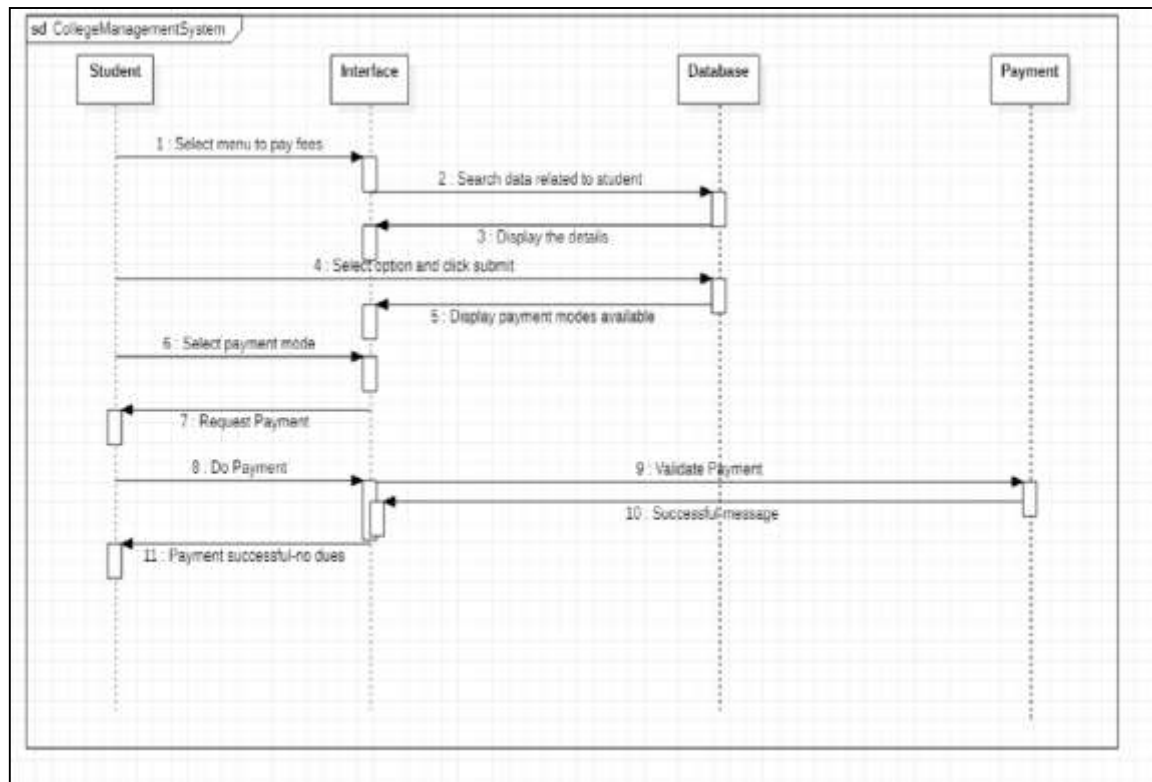 sd CollegeManagementSystem
Student
Interface
Database
Payment
1 : Select menu to pay fees
2 : Search data related to student
3 : Display the details
4 : Select option and click submit
5 : Display payment modes available
6 : Select payment mode
7 : Request Payment
8 : Do Payment
9 : Validate Payment
10 : Successful message
11 : Payment successful-no dues